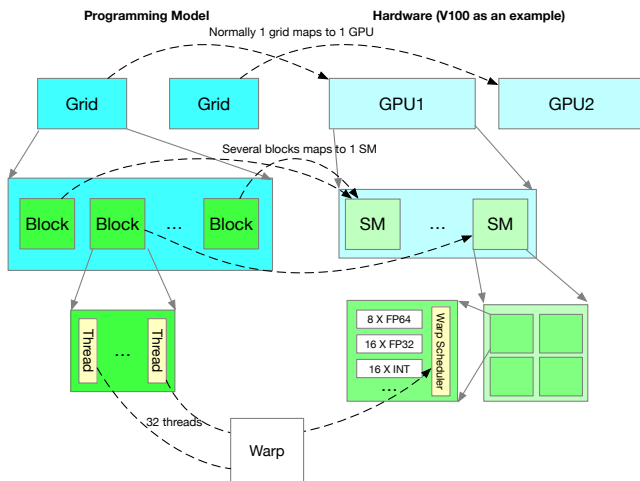 Programming Model
Hardware (V100 as an example)
Normally 1 grid maps to 1 GPU
Grid
Grid
GPU1
GPU2
Several blocks maps to 1 SM
Block
Block
...
Block
SM
...
SM
Thread
...
Thread
8 X FP64
16 X FP32
16 X INT
...
Warp Scheduler
32 threads
Warp